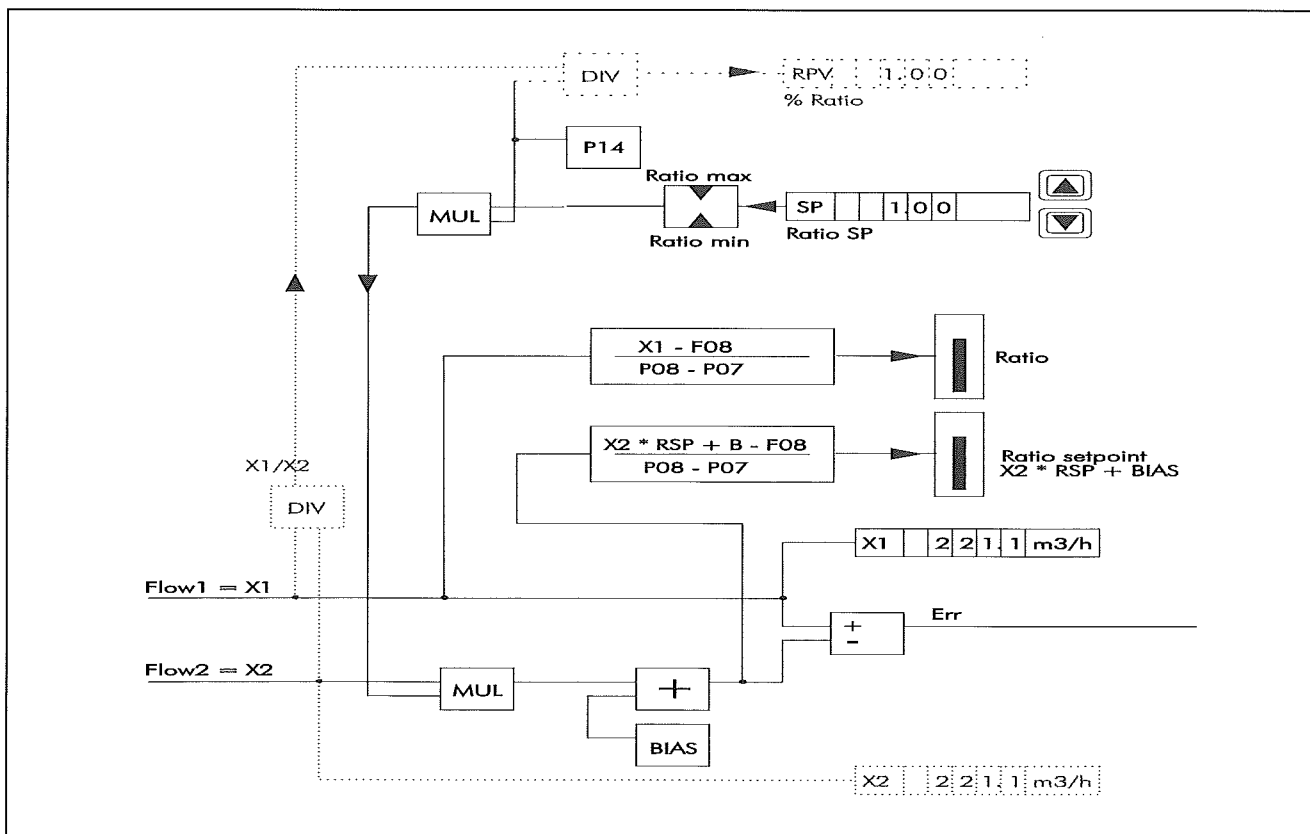 DIV
RPV 1.00
% Ratio
P14
Ratio max
MUL
SP 1.00
Ratio min
Ratio SP
X1 - F08
P08 - P07
Ratio
X2 * RSP + B - F08
P08 - P07
Ratio setpoint
X2 * RSP + BIAS
X1/X2
DIV
X1 221.1 m3/h
Flow1 = X1
Err
+
-
Flow2 = X2
MUL
+
BIAS
X2 221.1 m3/h